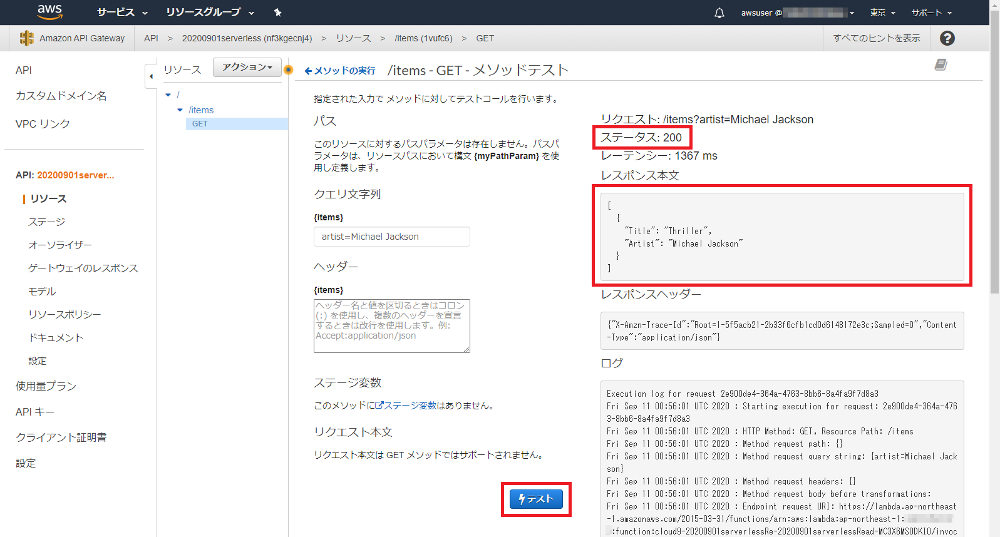 aws
サービス
リソースグループ
awsuser @
東京
サポート
Amazon API Gateway
API > 20200901serverless (nf3kgecnj4) > リソース > /items (1vufc6) > GET
すべてのヒントを表示
?
API
カスタムドメイン名
VPC リンク
API: 20200901server...
リソース
ステージ
オーソライザー
ゲートウェイのレスポンス
モデル
リソースポリシー
ドキュメント
設定
使用量プラン
API キー
クライアント証明書
設定
リソース
アクション
/
/items
GET
メソッドの実行
/items - GET - メソッドテスト
指定された入力で メソッドに対してテストコールを行います。
パス
このリソースに対するパスパラメータは存在しません。パスパ
ラメータは、リソースパスにおいて構文 {myPathParam} を使
用し定義します。
クエリ文字列
{items}
artist=Michael Jackson
ヘッダー
{items}
ヘッダー名と値を区切るときはコロン
(:) を使用し、複数のヘッダーを宣言
するときは改行を使用します。例:
Accept:application/json
ステージ変数
このメソッドにステージ変数はありません。
リクエスト本文
リクエスト本文は GET メソッドではサポートされません。
テスト
リクエスト: /items?artist=Michael Jackson
ステータス: 200
レーテンシー: 1367 ms
レスポンス本文
[
{
"Title": "Thriller",
"Artist": "Michael Jackson"
}
]
レスポンスヘッダー
{"X-Amzn-Trace-Id":"Root=1-5f5acb21-2b33f6cfb1cd0d6148172e3c;Sampled=0","Content
-Type":"application/json"}
ログ
Execution log for request 2e900de4-364a-4763-8bb6-8a4fa9f7d8a3
Fri Sep 11 00:56:01 UTC 2020 : Starting execution for request: 2e900de4-364a-476
3-8bb6-8a4fa9f7d8a3
Fri Sep 11 00:56:01 UTC 2020 : HTTP Method: GET, Resource Path: /items
Fri Sep 11 00:56:01 UTC 2020 : Method request path: {}
Fri Sep 11 00:56:01 UTC 2020 : Method request query string: {artist=Michael Jack
son}
Fri Sep 11 00:56:01 UTC 2020 : Method request headers: {}
Fri Sep 11 00:56:01 UTC 2020 : Method request body before transformations:
Fri Sep 11 00:56:01 UTC 2020 : Endpoint request URI: https://lambda.ap-northeast
-1.amazonaws.com/2015-03-31/functions/arn:aws:lambda:ap-northeast-1:
:function:cloud9-20200901serverlessRe-20200901serverlessRead-MC3X6MSODKIO/invoc